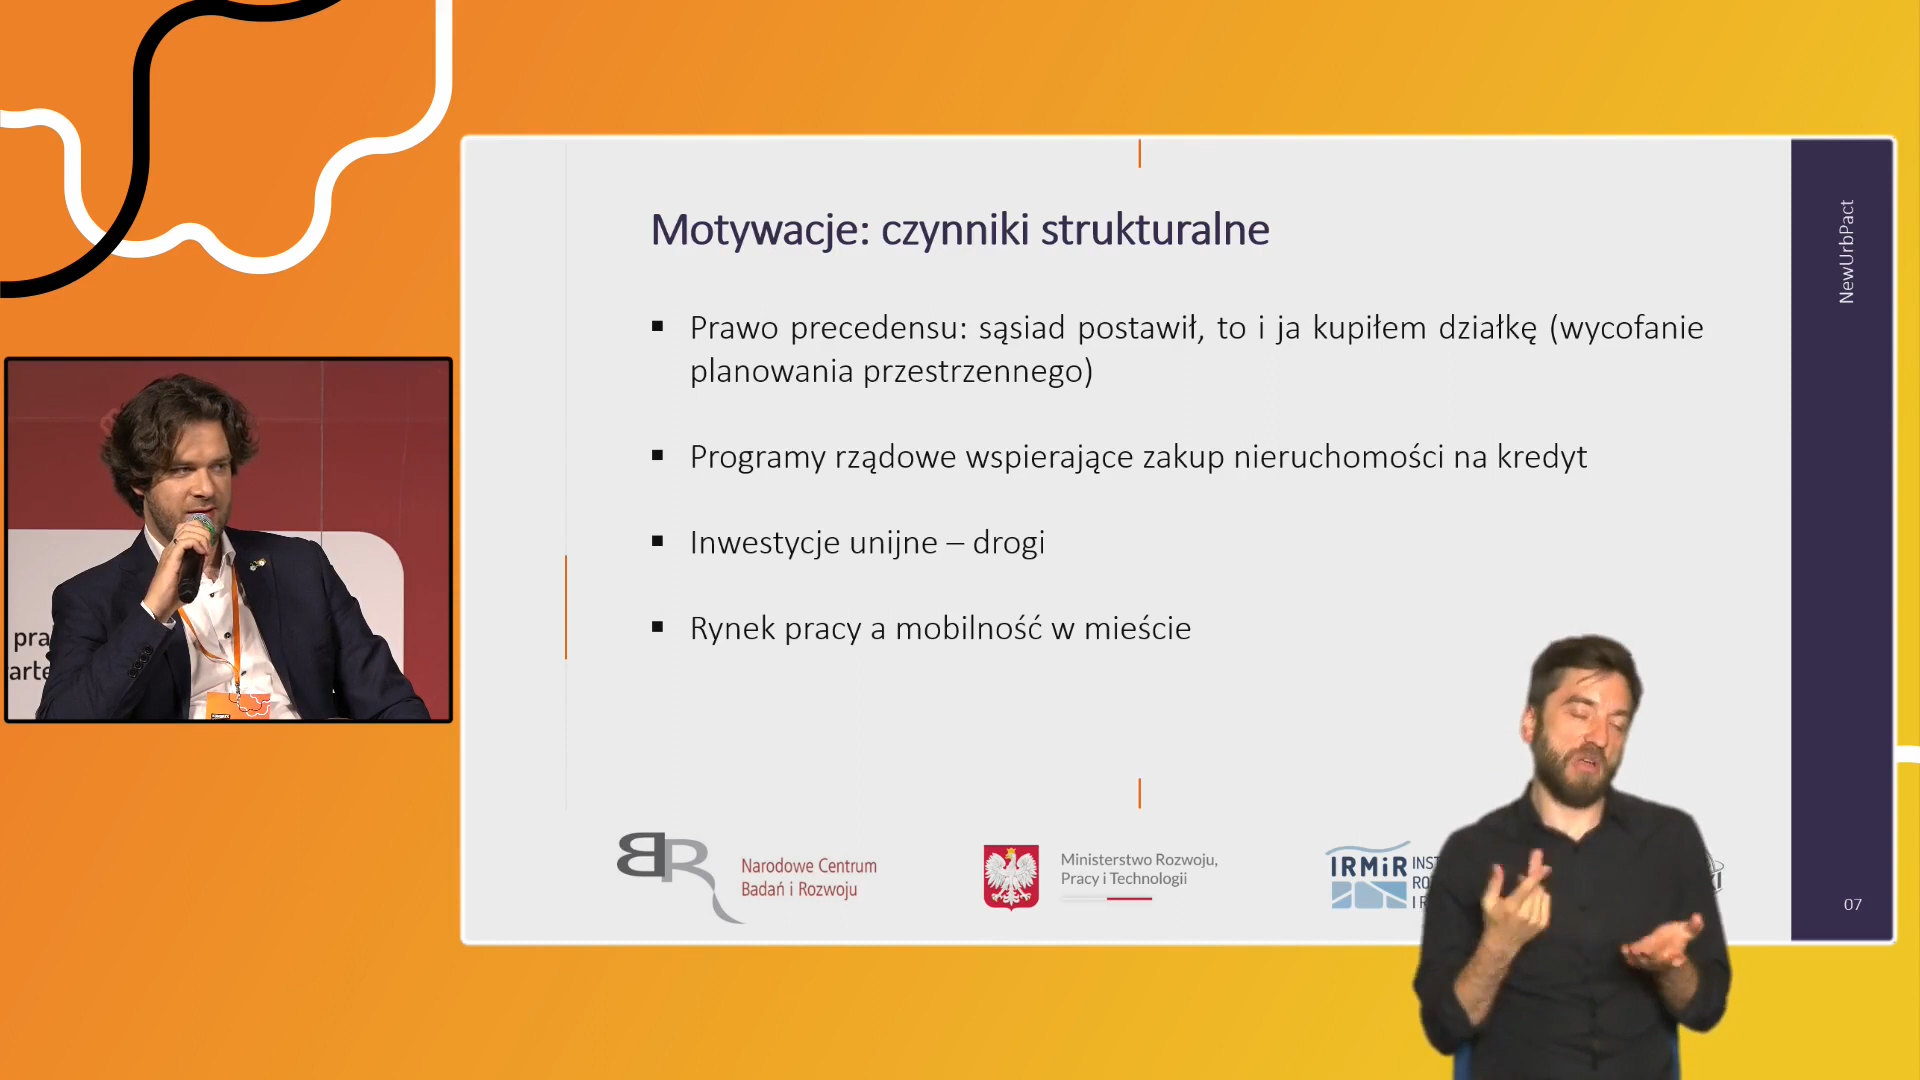 Motywacje: czynniki strukturalne
Prawo precedensu: sąsiad postawił, to i ja kupiłem działkę (wycofanie
planowania przestrzennego)
Programy rządowe wspierające zakup nieruchomości na kredyt
Inwestycje unijne – drogi
Rynek pracy a mobilność w mieście
NewUrbPact
07
BR
Narodowe Centrum
Badań i Rozwoju
Ministerstwo Rozwoju,
Pracy i Technologii
IRMiR